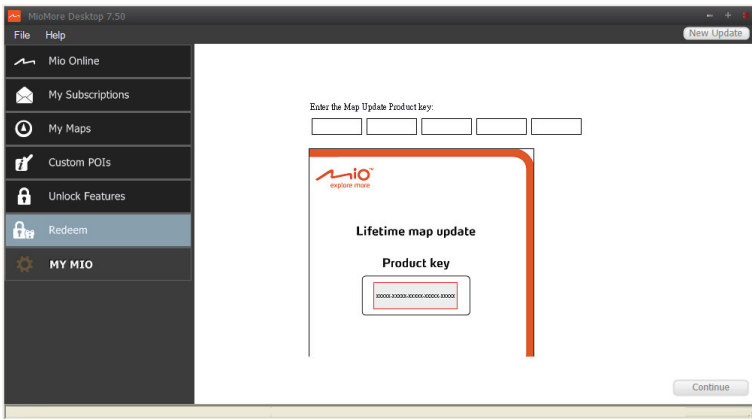 MioMore Desktop 7.50
File Help
New Update
Mio Online
My Subscriptions
My Maps
Custom POIs
Unlock Features
Redeem
MY MIO
Enter the Map Update Product key:
Mio™
explore more
Lifetime map update
Product key
xxxxx-xxxxx-xxxxx-xxxxx-xxxxx
Continue